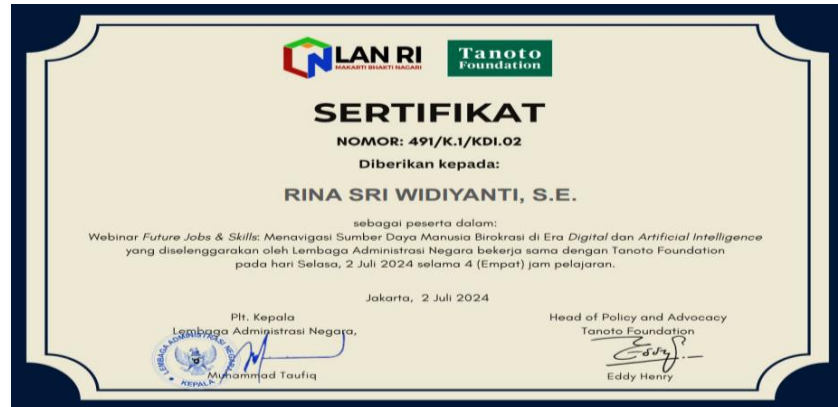 LAN RI
MAKARTI BHAKTI NAGARI
Tanoto
Foundation
SERTIFIKAT
NOMOR: 491/K.1/KDI.02
Diberikan kepada:
RINA SRI WIDIYANTI, S.E.
sebagai peserta dalam:
Webinar Future Jobs & Skills: Menavigasi Sumber Daya Manusia Birokrasi di Era Digital dan Artificial Intelligence
yang diselenggarakan oleh Lembaga Administrasi Negara bekerja sama dengan Tanoto Foundation
pada hari Selasa, 2 Juli 2024 selama 4 (Empat) jam pelajaran.
Jakarta, 2 Juli 2024
Plt. Kepala
Lembaga Administrasi Negara,
LEMBAGA ADMINISTRASI NEGARA
KEPALA
Muhammad Taufiq
Head of Policy and Advocacy
Tanoto Foundation
Eddy Henry